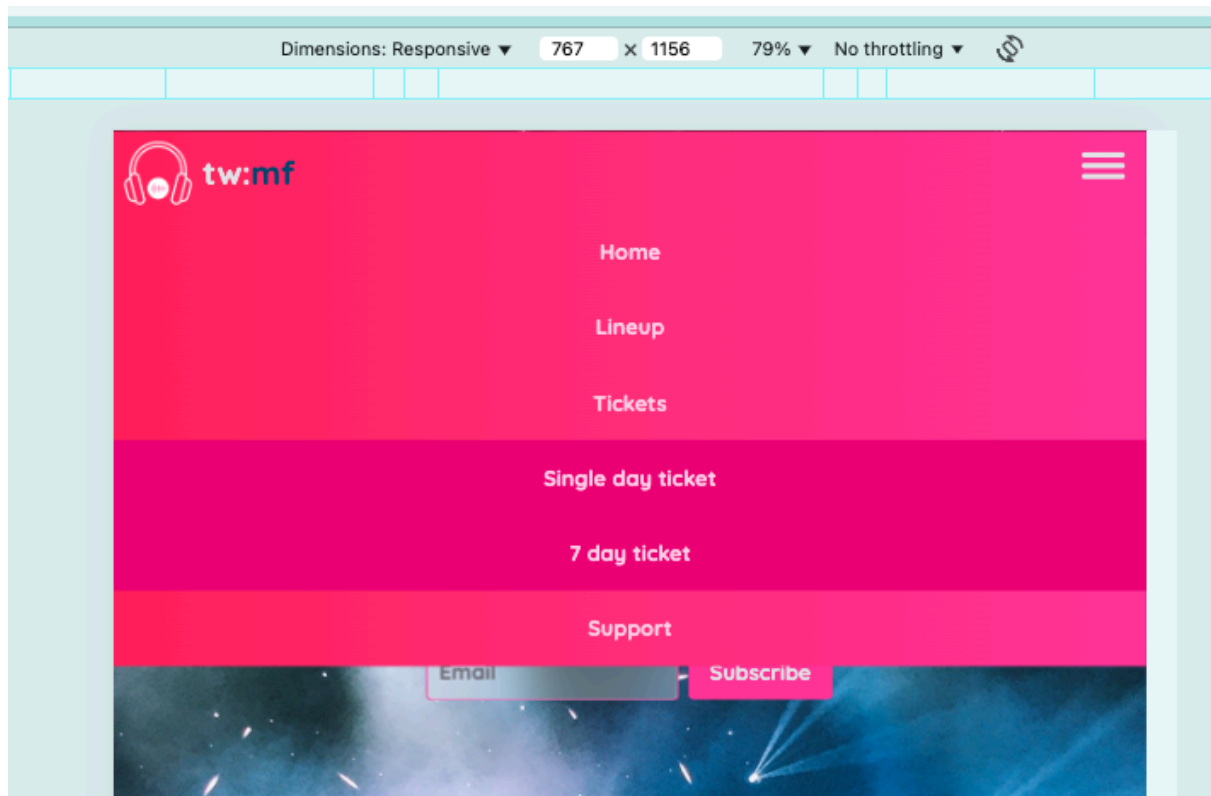 Dimensions: Responsive ▼ 767 x 1156 79% ▼ No throttling ▼
tw:mf
Home
Lineup
Tickets
Single day ticket
7 day ticket
Support
Email Subscribe